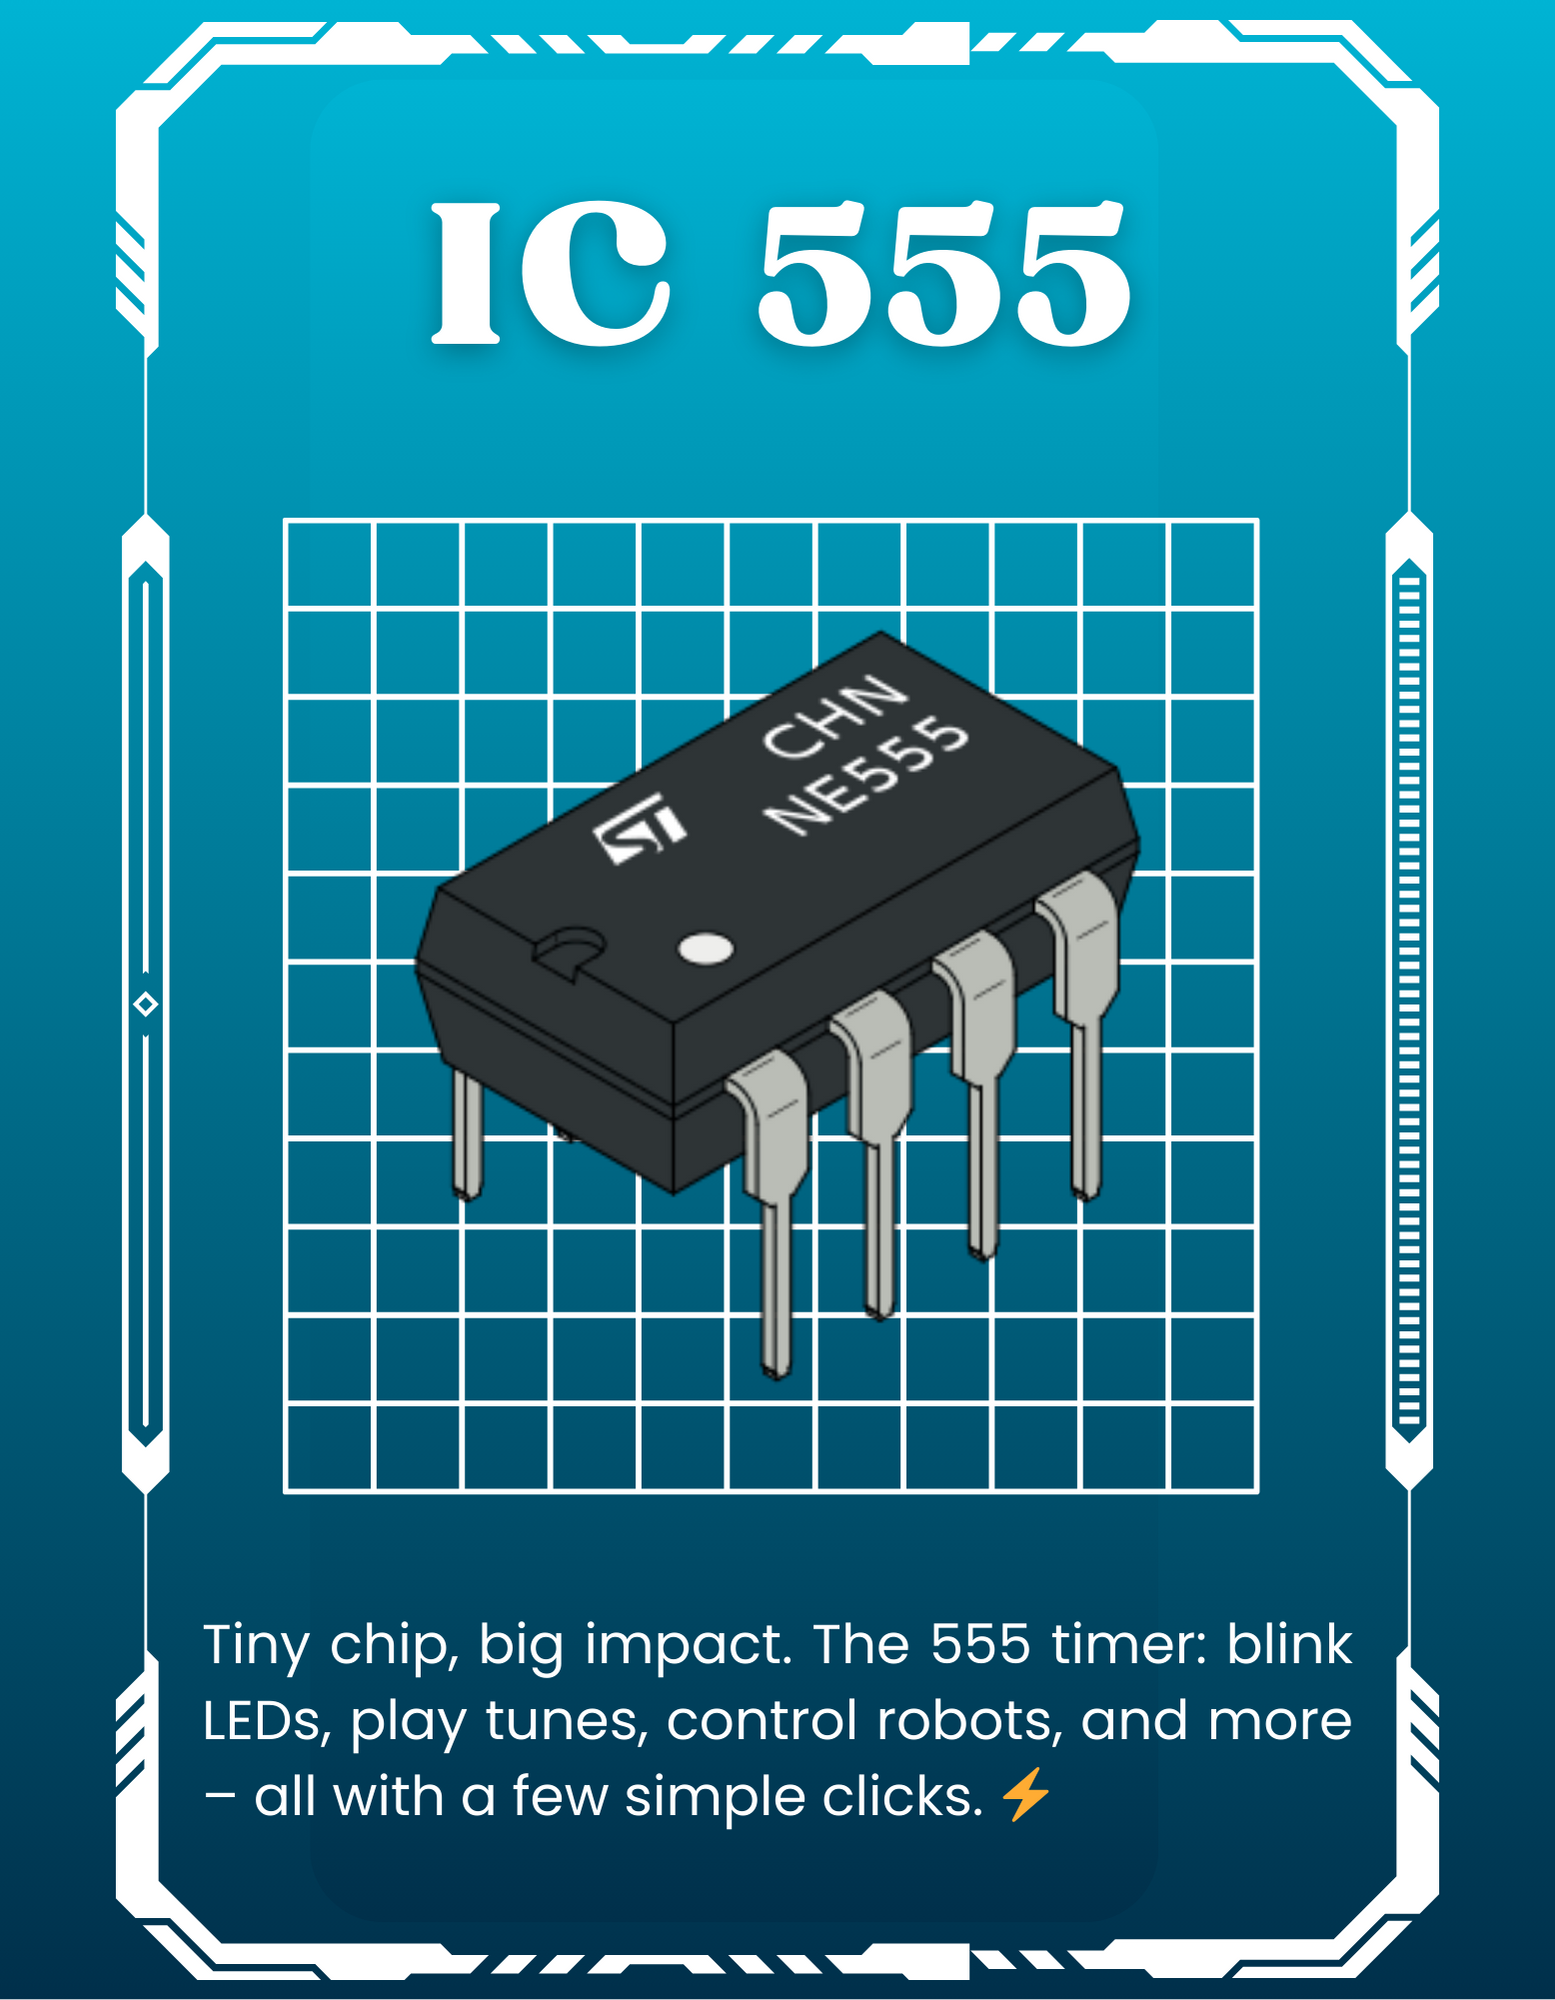 IC 555
CHN
NE555
ST
Tiny chip, big impact. The 555 timer: blink
LEDs, play tunes, control robots, and more
– all with a few simple clicks. ⚡